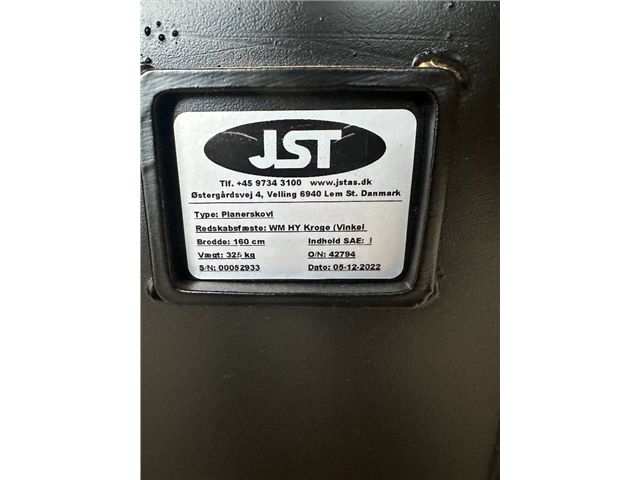 JST
Tlf. +45 9734 3100 www.jstas.dk
Østergårdsvej 4, Velling 6940 Lem St. Danmark
Type: Planerskovl
Redskabsfæste: WM HY Kroge (Vinkel
Brodde: 160 cm Indhold SAE: l
Vægt: 325 kg O/N: 42794
S/N: 00052933 Dato: 05-12-2022